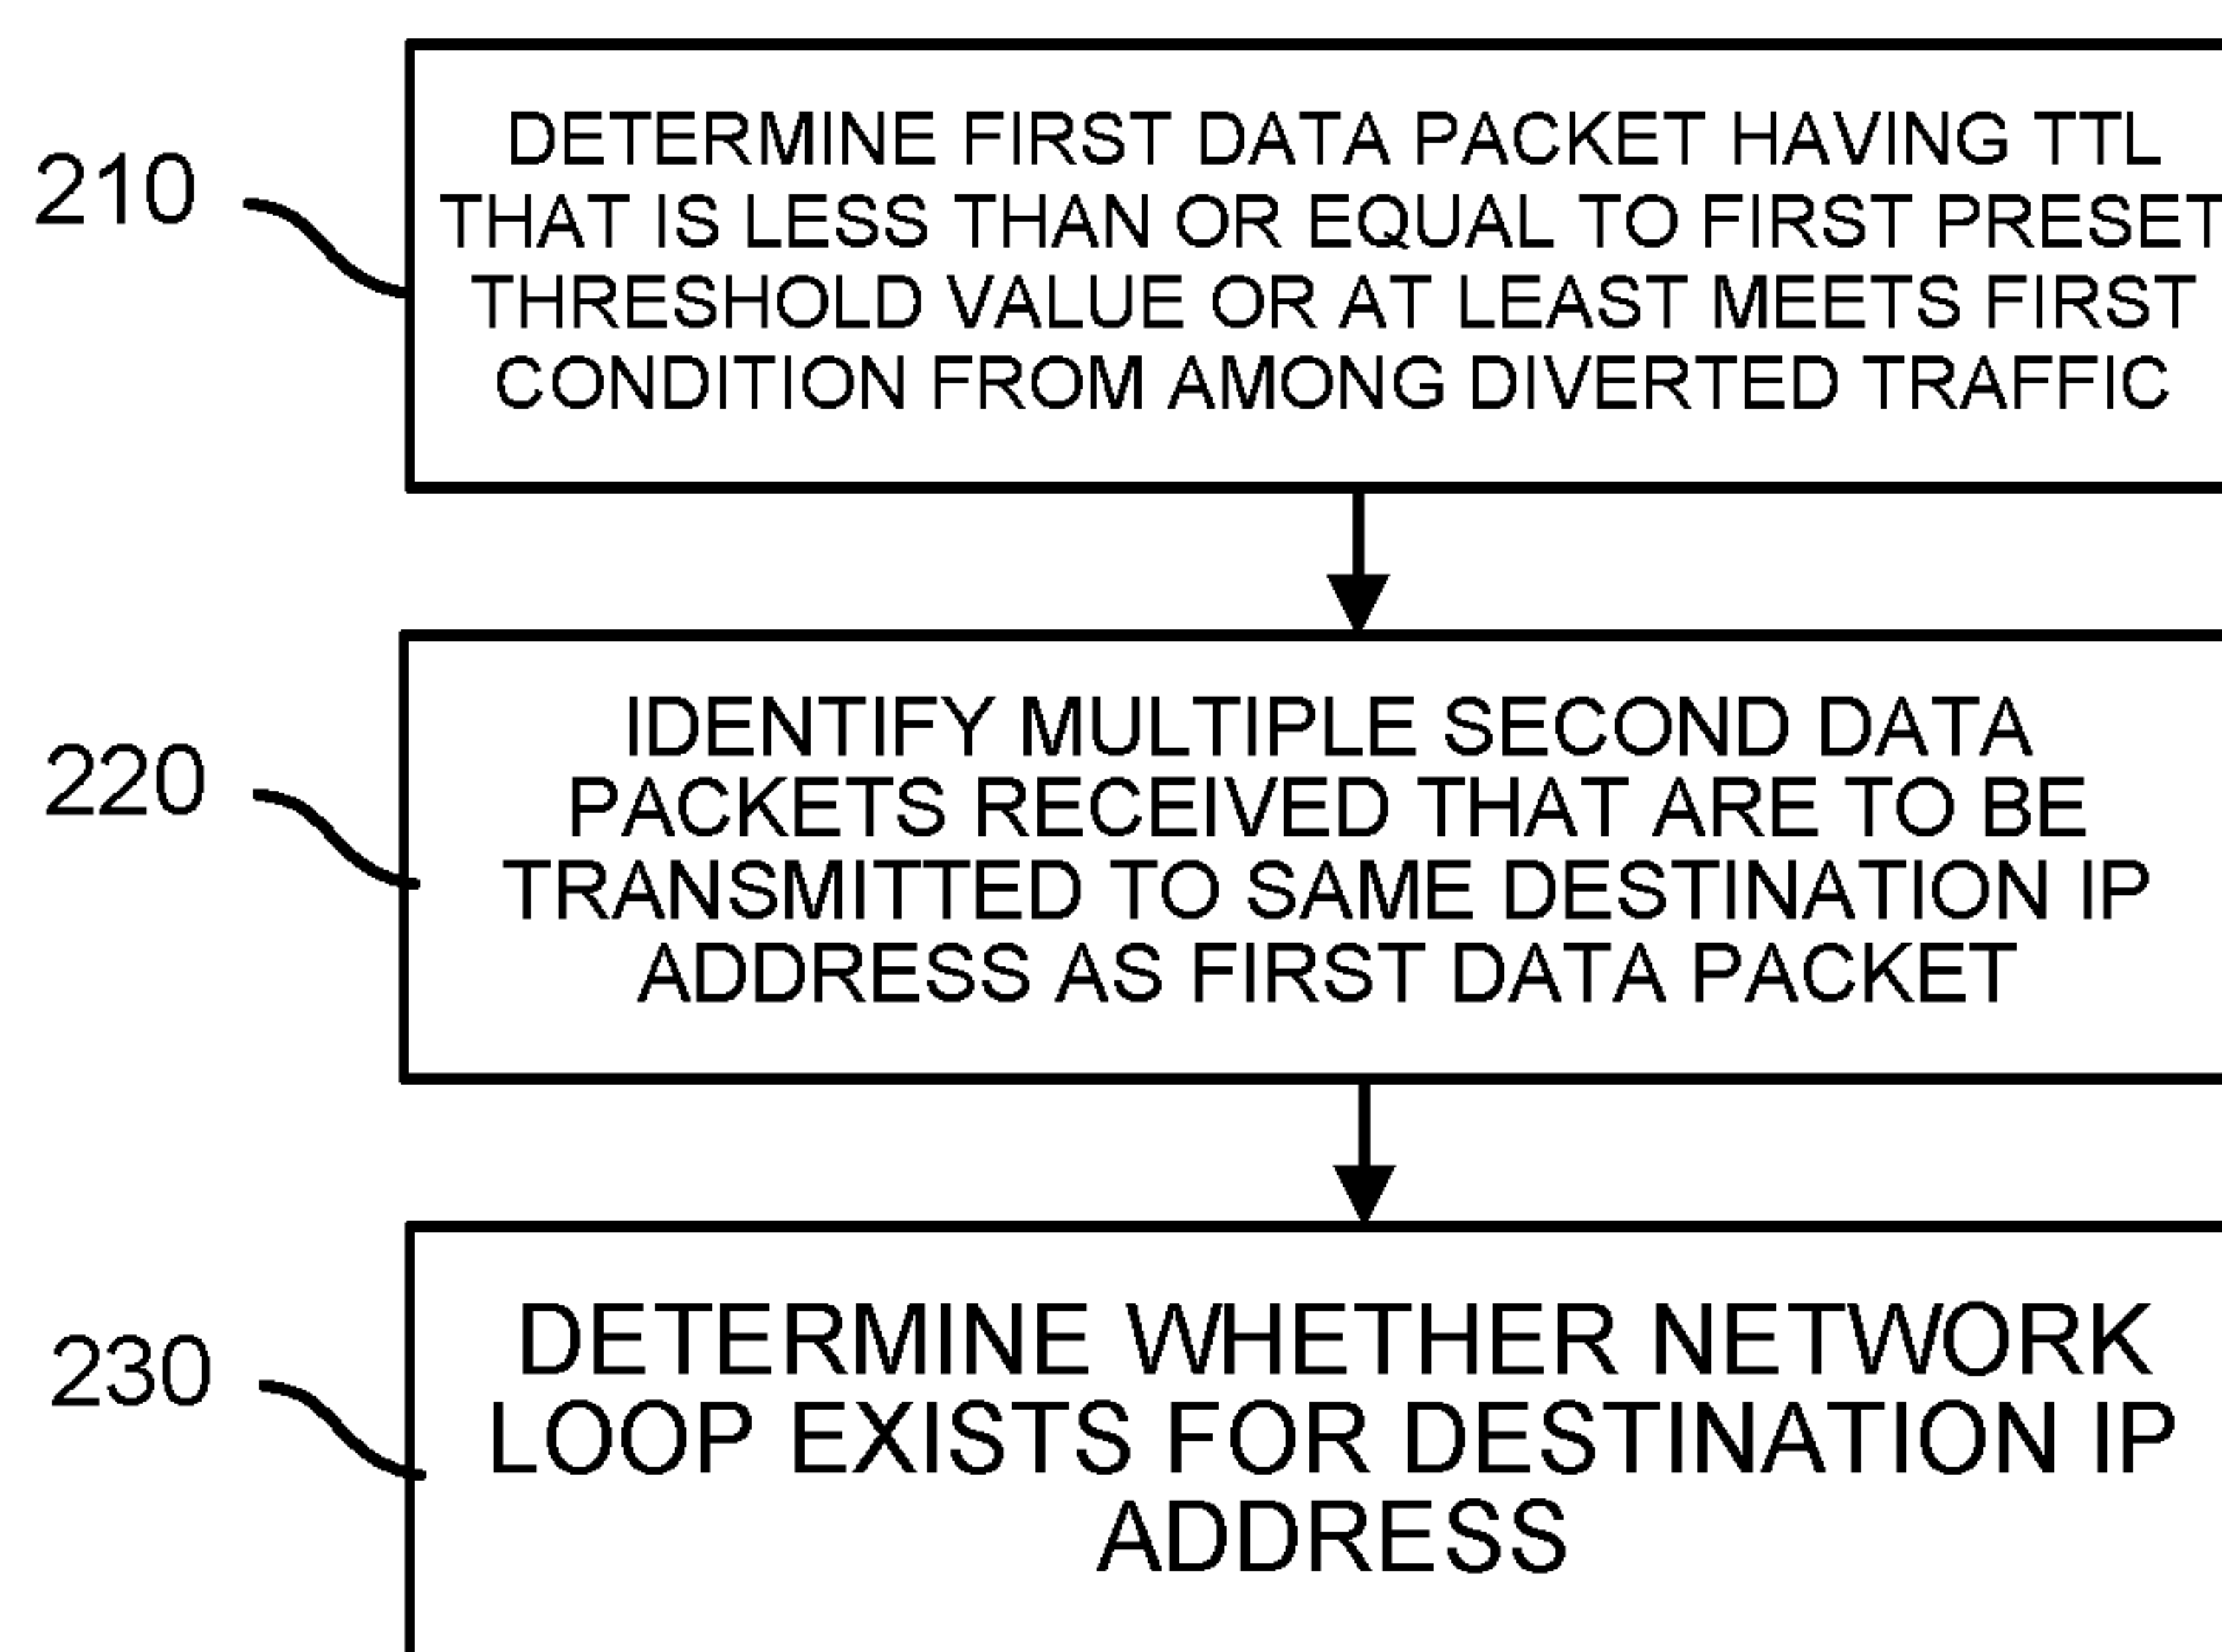 210
DETERMINE FIRST DATA PACKET HAVING TTL
THAT IS LESS THAN OR EQUAL TO FIRST PRESET
THRESHOLD VALUE OR AT LEAST MEETS FIRST
CONDITION FROM AMONG DIVERTED TRAFFIC
220
IDENTIFY MULTIPLE SECOND DATA
PACKETS RECEIVED THAT ARE TO BE
TRANSMITTED TO SAME DESTINATION IP
ADDRESS AS FIRST DATA PACKET
230
DETERMINE WHETHER NETWORK
LOOP EXISTS FOR DESTINATION IP
ADDRESS